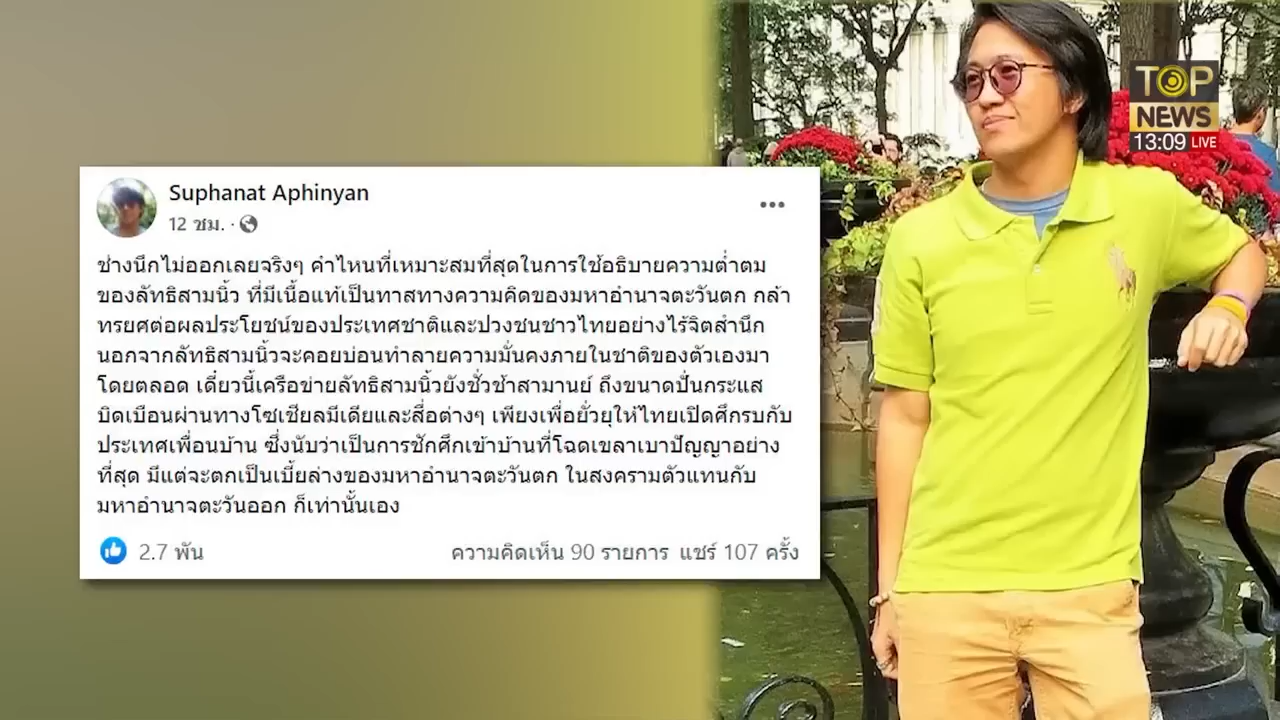 TOP
NEWS
13:09 LIVE
Suphanat Aphinyan
12 ชม. ·
ช่างนึกไม่ออกเลยจริงๆ คำไหนที่เหมาะสมที่สุดในการใช้อธิบายความต่ำตม
ของลัทธิสามนิ้ว ที่มีเนื้อแท้เป็นทาสทางความคิดของมหาอำนาจตะวันตก กล้า
ทรยศต่อผลประโยชน์ของประเทศชาติและปวงชนชาวไทยอย่างไร้จิตสำนึก
นอกจากลัทธิสามนิ้วจะคอยบ่อนทำลายความมั่นคงภายในชาติของตัวเองมา
โดยตลอด เดี่ยวนี้เครือข่ายลัทธิสามนิ้วยังชั่วช้าสามานย์ ถึงขนาดปั่นกระแส
บิดเบือนผ่านทางโซเชียลมีเดียและสื่อต่างๆ เพียงเพื่อยั่วยุให้ไทยเปิดศึกรบกับ
ประเทศเพื่อนบ้าน ซึ่งนับว่าเป็นการชักศึกเข้าบ้านที่โฉดเขลาเบาปัญญาอย่าง
ที่สุด มีแต่จะตกเป็นเบี้ยล่างของมหาอำนาจตะวันตก ในสงครามตัวแทนกับ
มหาอำนาจตะวันออก ก็เท่านั้นเอง
2.7 พัน ความคิดเห็น 90 รายการ แชร์ 107 ครั้ง